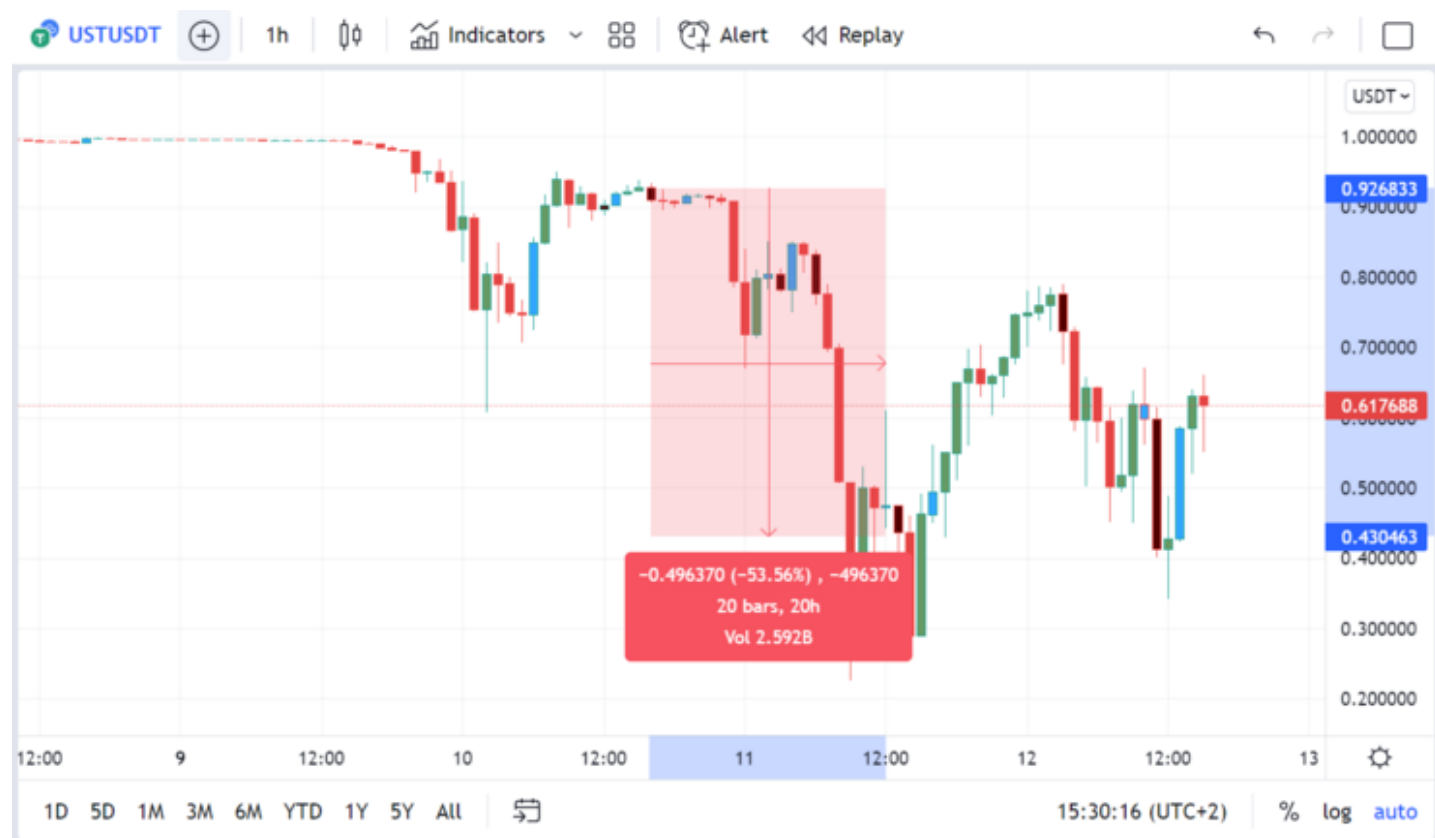 USTUSDT 1h Indicators Alert Replay
USDT
1.000000
0.926833
0.900000
0.800000
0.700000
0.617688
0.600000
0.500000
0.430463
0.400000
0.300000
0.200000
−0.496370 (−53.56%) , −496370
20 bars, 20h
Vol 2.592B
12:00 9 12:00 10 12:00 11 12:00 12 12:00 13
1D 5D 1M 3M 6M YTD 1Y 5Y All 15:30:16 (UTC+2) % log auto